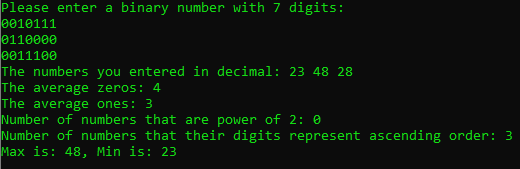 Please enter a binary number with 7 digits:
0010111
0110000
0011100
The numbers you entered in decimal: 23 48 28
The average zeros: 4
The average ones: 3
Number of numbers that are power of 2: 0
Number of numbers that their digits represent ascending order: 3
Max is: 48, Min is: 23